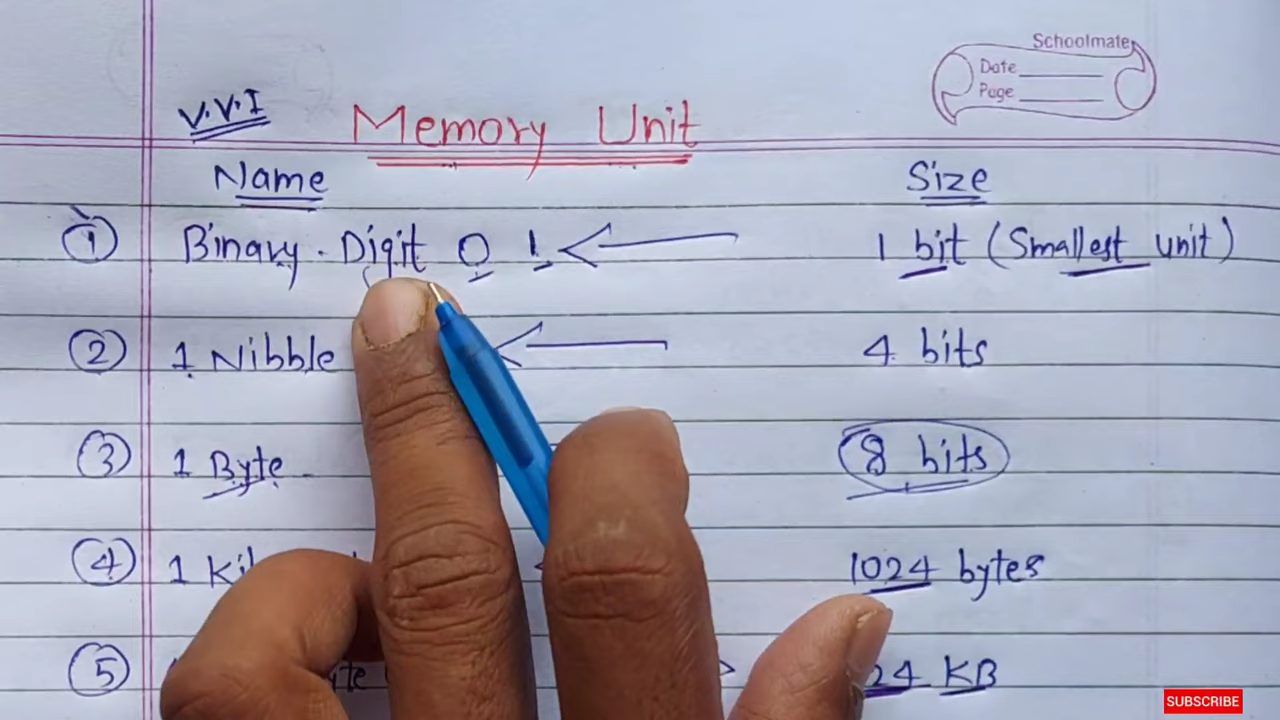 Schoolmate
Date
Page
V.V.I
Memory Unit
Name Size
1 Binary. Digit 0 1 1 bit (Smallest unit)
2 1 Nibble 4 bits
3 1 Byte 8 bits
4 1 1024 bytes
5 24 KB
SUBSCRIBE